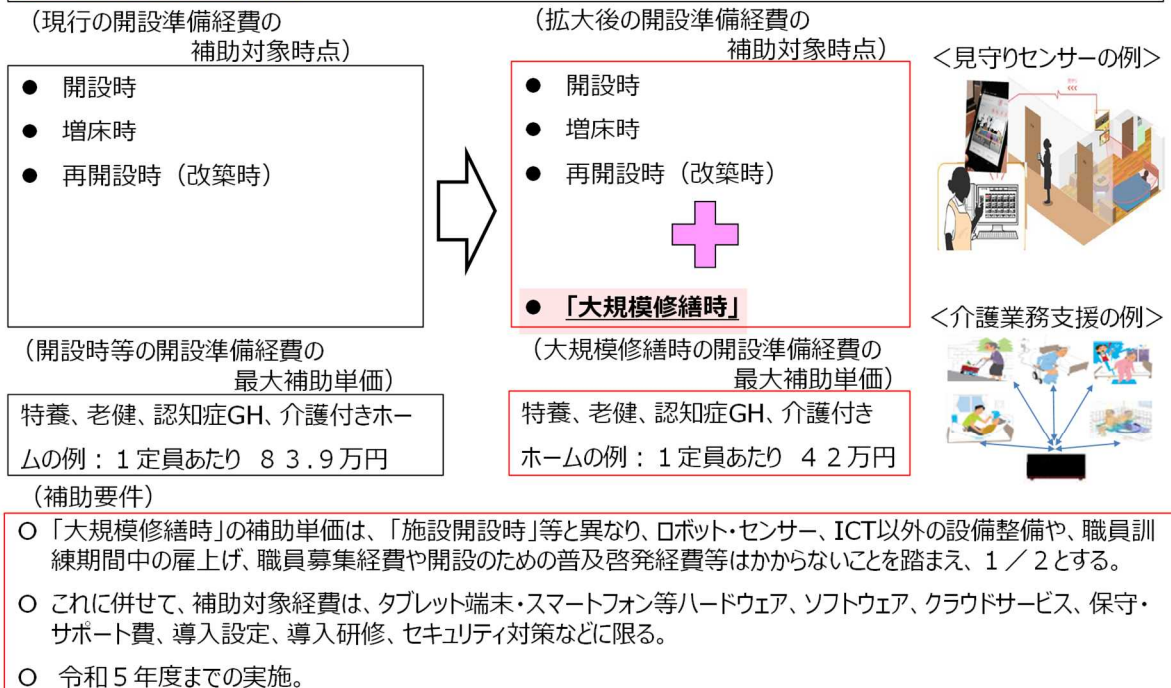 (現行の開設準備経費の
補助対象時点)
● 開設時
● 増床時
● 再開設時(改築時)
(拡大後の開設準備経費の
補助対象時点)
● 開設時
● 増床時
● 再開設時(改築時)
● 「大規模修繕時」
<見守りセンサーの例>
<介護業務支援の例>
(開設時等の開設準備経費の
最大補助単価)
特養、老健、認知症GH、介護付きホー
ムの例:1定員あたり 83.9万円
(大規模修繕時の開設準備経費の
最大補助単価)
特養、老健、認知症GH、介護付き
ホームの例:1定員あたり 42万円
(補助要件)
○ 「大規模修繕時」の補助単価は、「施設開設時」等と異なり、ロボット・センサー、ICT以外の設備整備や、職員訓
練期間中の雇上げ、職員募集経費や開設のための普及啓発経費等はかからないことを踏まえ、1/2とする。
○ これに併せて、補助対象経費は、タブレット端末・スマートフォン等ハードウェア、ソフトウェア、クラウドサービス、保守・
サポート費、導入設定、導入研修、セキュリティ対策などに限る。
○ 令和5年度までの実施。